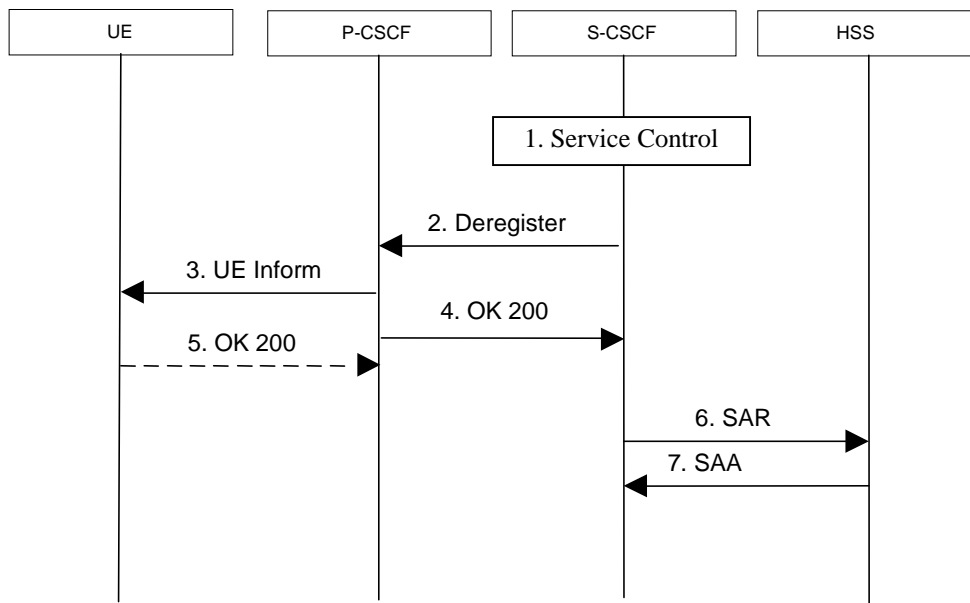 UE
P-CSCF
S-CSCF
HSS
1. Service Control
2. Deregister
3. UE Inform
4. OK 200
5. OK 200
6. SAR
7. SAA